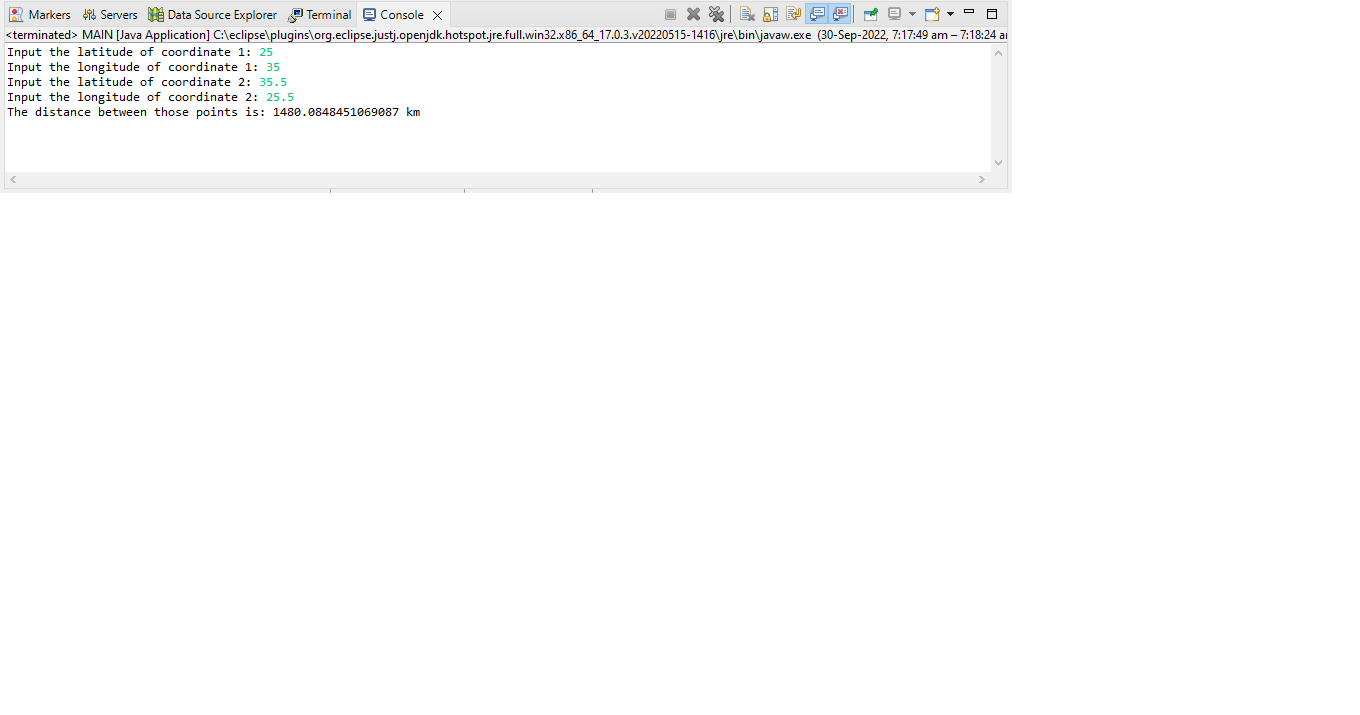 Markers Servers Data Source Explorer Terminal Console
<terminated> MAIN [Java Application] C:\eclipse\plugins\org.eclipse.justj.openjdk.hotspot.jre.full.win32.x86_64_17.0.3.v20220515-1416\jre\bin\javaw.exe (30-Sep-2022, 7:17:49 am – 7:18:24 a
Input the latitude of coordinate 1: 25
Input the longitude of coordinate 1: 35
Input the latitude of coordinate 2: 35.5
Input the longitude of coordinate 2: 25.5
The distance between those points is: 1480.0848451069087 km